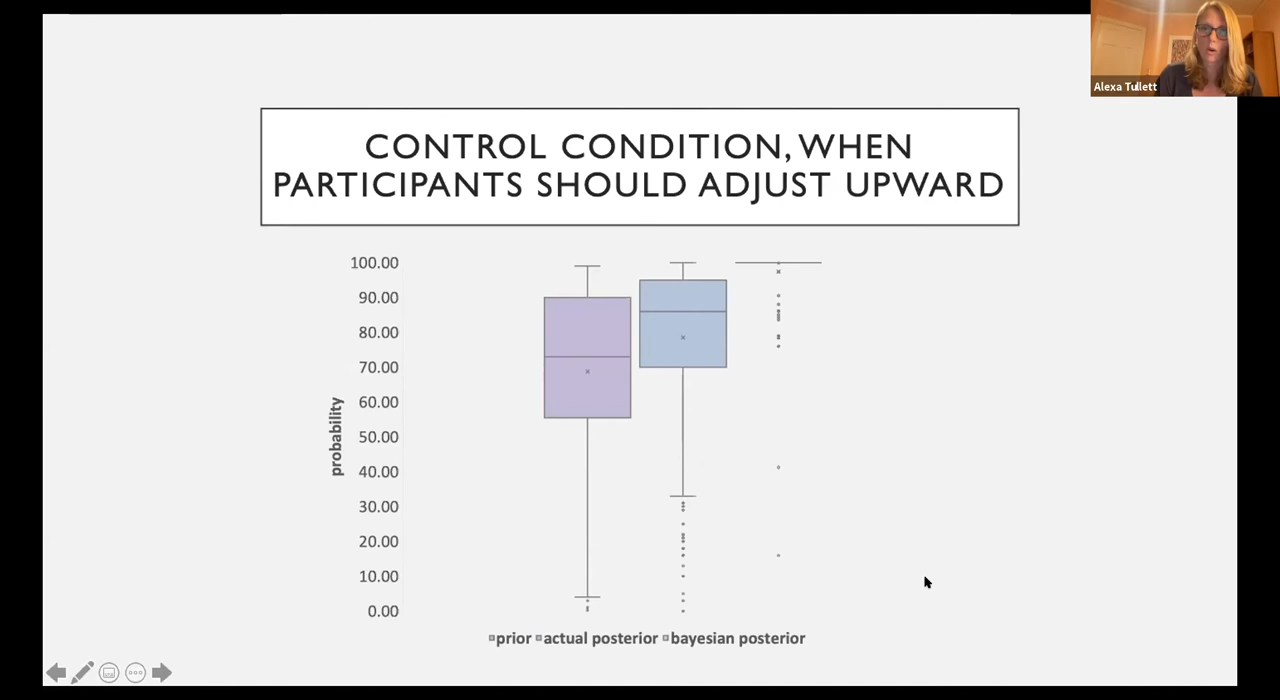 Alexa Tullett
CONTROL CONDITION, WHEN
PARTICIPANTS SHOULD ADJUST UPWARD
100.00
90.00
80.00
70.00
60.00
50.00
40.00
30.00
20.00
10.00
0.00
probability
prior actual posterior bayesian posterior